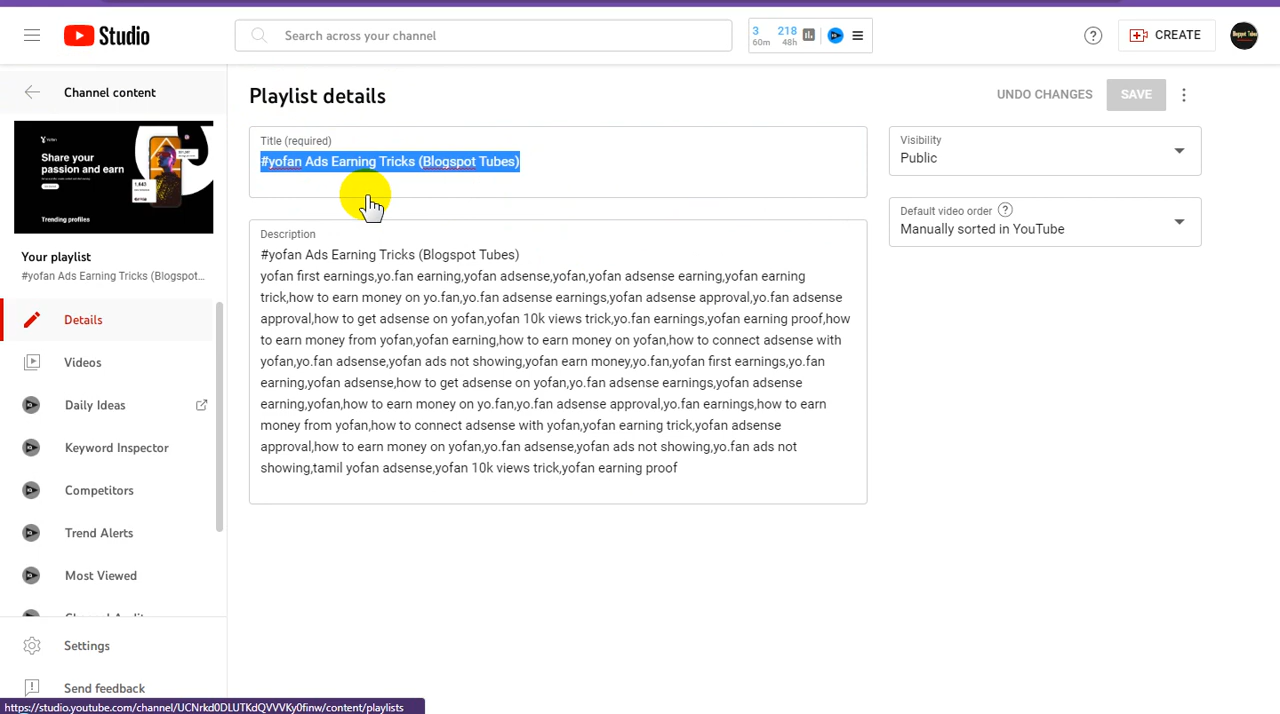 Studio
Search across your channel
3
60m
218
48h
CREATE
Blogspot Tubes
Channel content
YOFAN
Share your
passion and earn
1,643
Trending profiles
Your playlist
#yofan Ads Earning Tricks (Blogspot...
Details
Videos
Daily Ideas
Keyword Inspector
Competitors
Trend Alerts
Most Viewed
Channel Audit
Settings
Send feedback
Playlist details
UNDO CHANGES
SAVE
Title (required)
#yofan Ads Earning Tricks (Blogspot Tubes)
Description
#yofan Ads Earning Tricks (Blogspot Tubes)
yofan first earnings,yo.fan earning,yofan adsense,yofan,yofan adsense earning,yofan earning
trick,how to earn money on yo.fan,yo.fan adsense earnings,yofan adsense approval,yo.fan adsense
approval,how to get adsense on yofan,yofan 10k views trick,yo.fan earnings,yofan earning proof,how
to earn money from yofan,yofan earning,how to earn money on yofan,how to connect adsense with
yofan,yo.fan adsense,yofan ads not showing,yofan earn money,yo.fan,yofan first earnings,yo.fan
earning,yofan adsense,how to get adsense on yofan,yo.fan adsense earnings,yofan adsense
earning,yofan,how to earn money on yo.fan,yo.fan adsense approval,yo.fan earnings,how to earn
money from yofan,how to connect adsense with yofan,yofan earning trick,yofan adsense
approval,how to earn money on yofan,yo.fan adsense,yofan ads not showing,yo.fan ads not
showing,tamil yofan adsense,yofan 10k views trick,yofan earning proof
Visibility
Public
Default video order
Manually sorted in YouTube
https://studio.youtube.com/channel/UCNrkd0DLUTKdQVVVKy0finw/content/playlists